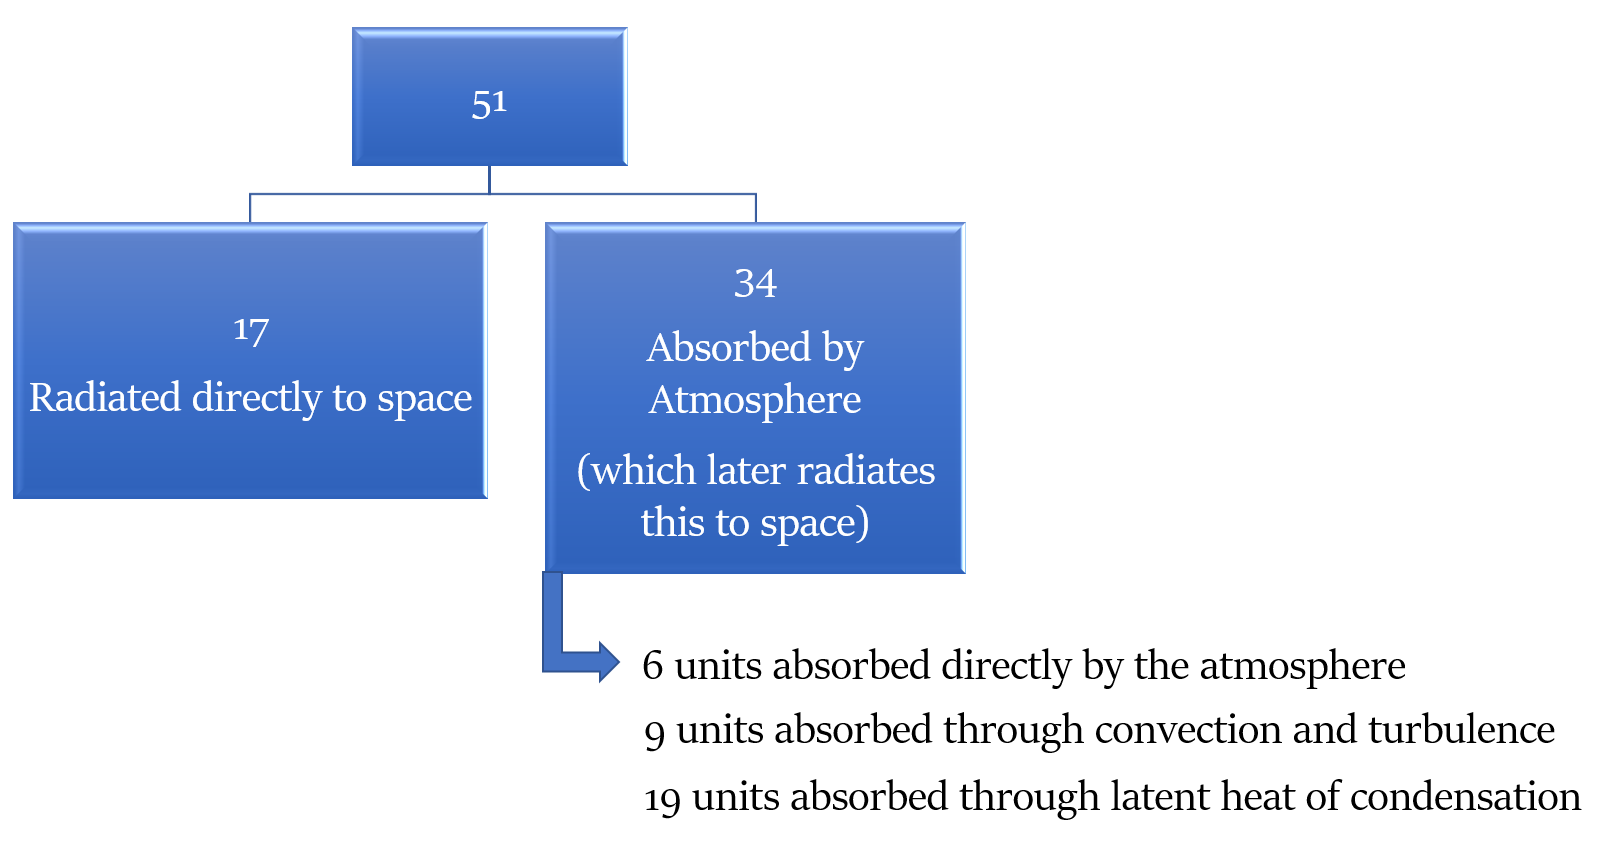 51
17
Radiated directly to space
34
Absorbed by
Atmosphere
(which later radiates
this to space)
6 units absorbed directly by the atmosphere
9 units absorbed through convection and turbulence
19 units absorbed through latent heat of condensation